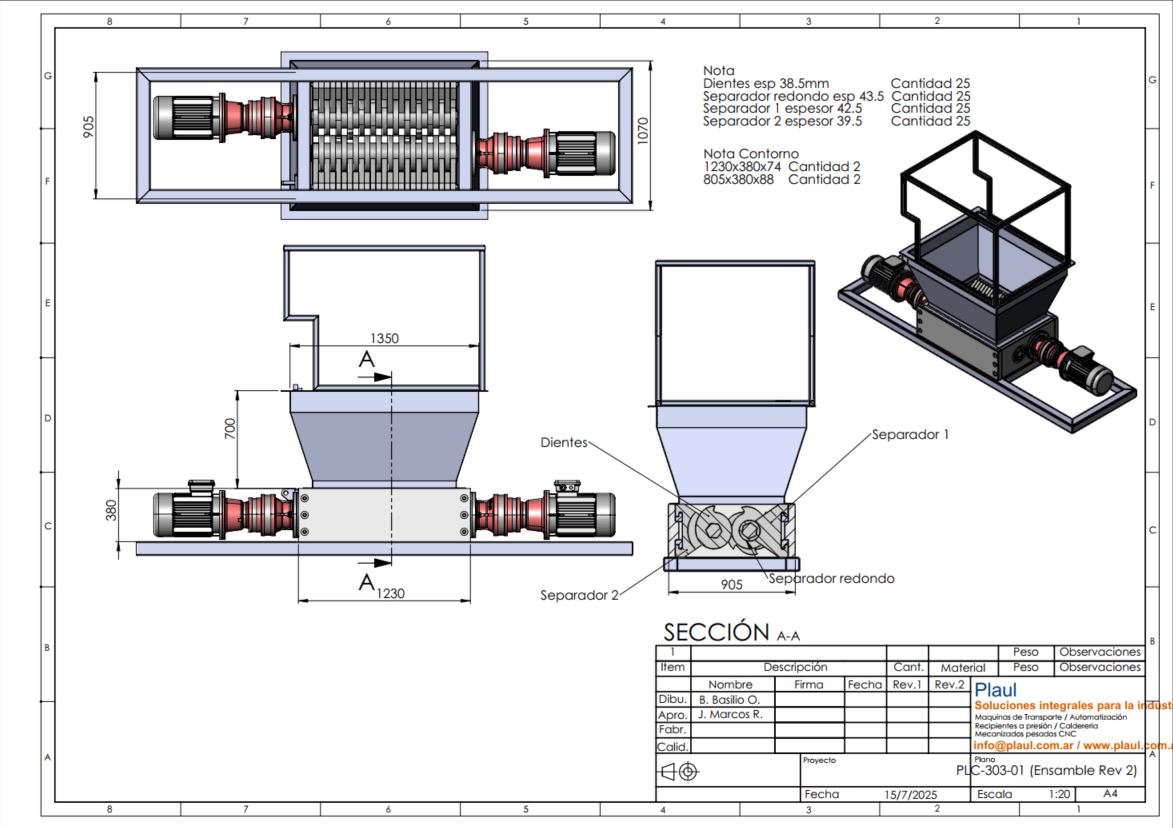 8 7 6 5 4 3 2 1
G
F
E
D
C
B
A
G
F
E
D
C
B
A
905
1070
Nota
Dientes esp 38.5mm Cantidad 25
Separador redondo esp 43.5 Cantidad 25
Separador 1 espesor 42.5 Cantidad 25
Separador 2 espesor 39.5 Cantidad 25
Nota Contorno
1230x380x74 Cantidad 2
805x380x88 Cantidad 2
1350
A
700
380
A
1230
Dientes
Separador 1
Separador redondo
Separador 2
905
SECCIÓN A-A
1 Peso Observaciones
Item Descripción Cant. Material Peso Observaciones
Nombre Firma Fecha Rev.1 Rev.2
Dibu. B. Basilio O.
Apro. J. Marcos R.
Fabr.
Calid.
Plaul
Soluciones integrales para la indust
Maquinas de Transporte / Automatización
Recipientes a presión / Caldereria
Mecanizados pesados CNC
info@plaul.com.ar / www.plaul.com.a
Proyecto
Plano
PLC-303-01 (Ensamble Rev 2)
Fecha 15/7/2025 Escala 1:20 A4
8 7 6 5 4 3 2 1